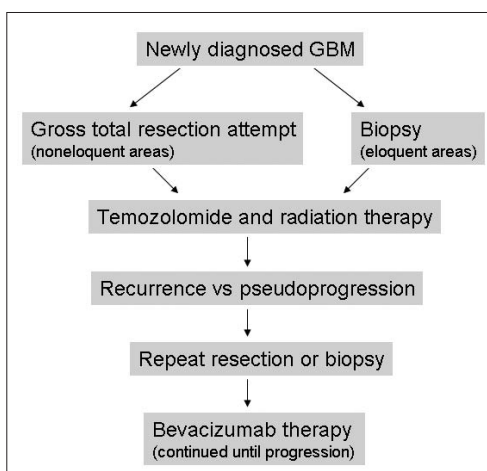 Newly diagnosed GBM
Gross total resection attempt
(noneloquent areas)
Biopsy
(eloquent areas)
Temozolomide and radiation therapy
Recurrence vs pseudoprogression
Repeat resection or biopsy
Bevacizumab therapy
(continued until progression)